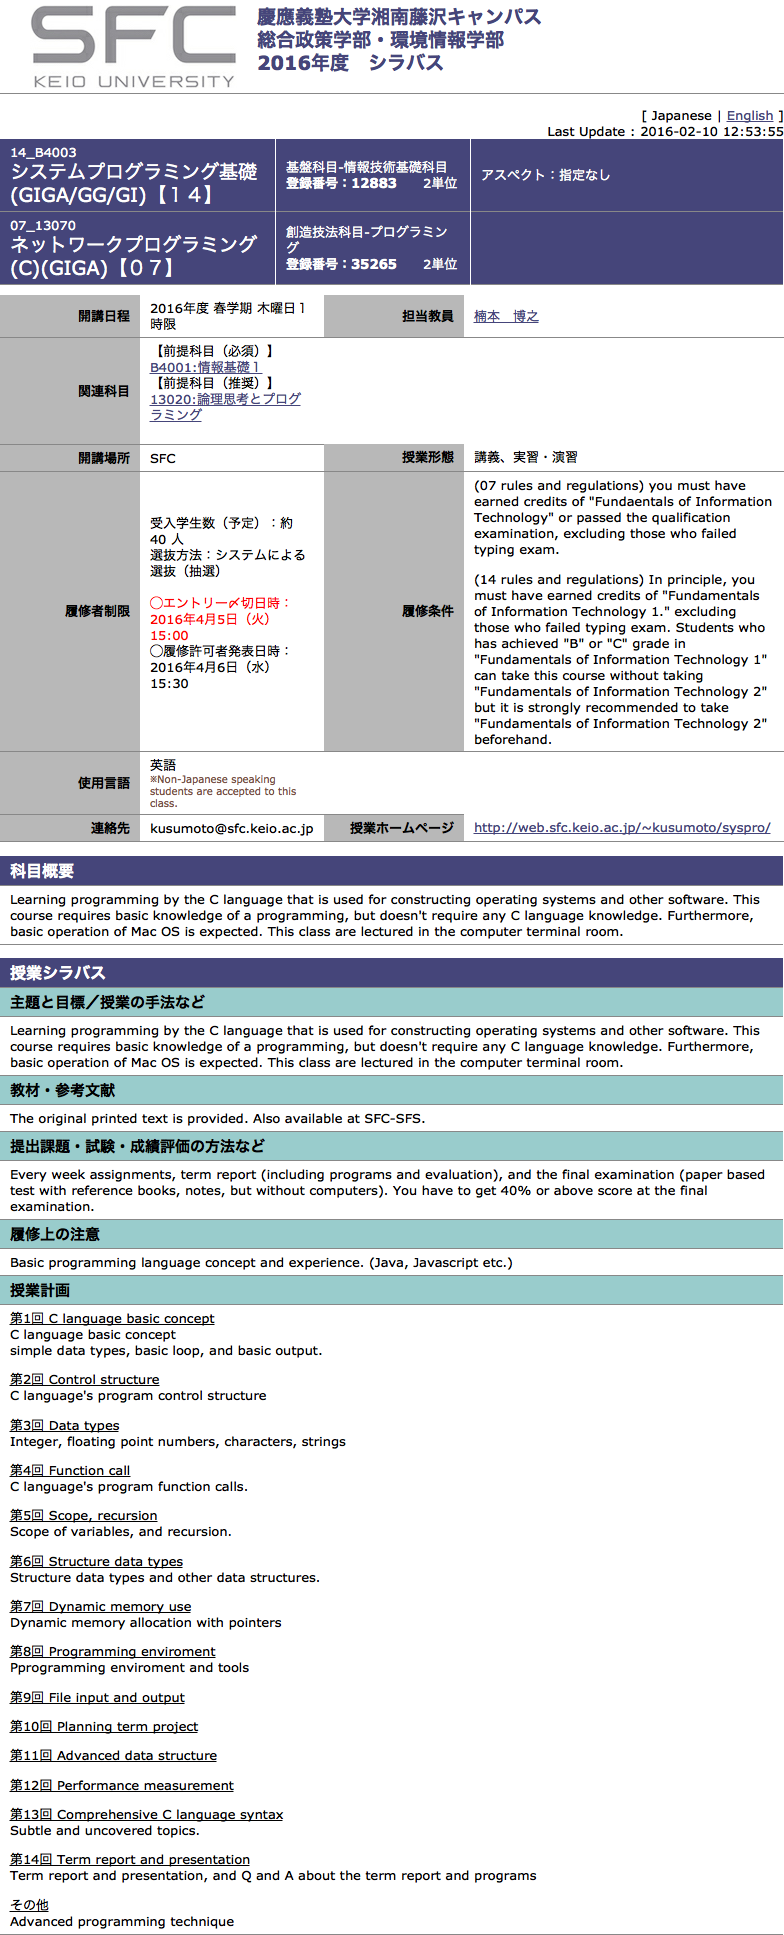 SFC
KEIO UNIVERSITY
慶應義塾大学湘南藤沢キャンパス
総合政策学部・環境情報学部
2016年度　シラバス
[ Japanese | English ]
Last Update : 2016-02-10 12:53:55
14_B4003
システムプログラミング基礎
(GIGA/GG/GI)【１４】
基盤科目-情報技術基礎科目
登録番号：12883　　2単位
アスペクト：指定なし
07_13070
ネットワークプログラミング
(C)(GIGA)【０７】
創造技法科目-プログラミン
グ
登録番号：35265　　2単位
開講日程
2016年度 春学期 木曜日１
時限
担当教員
楠本　博之
関連科目
【前提科目（必須）】
B4001:情報基礎１
【前提科目（推奨）】
13020:論理思考とプログ
ラミング
開講場所
SFC
授業形態
講義、実習・演習
履修者制限
受入学生数（予定）：約
40 人
選抜方法：システムによる
選抜（抽選）
◯エントリー〆切日時：
2016年4月5日（火）
15:00
◯履修許可者発表日時：
2016年4月6日（水）
15:30
履修条件
(07 rules and regulations) you must have
earned credits of "Fundaentals of Information
Technology" or passed the qualification
examination, excluding those who failed
typing exam.
(14 rules and regulations) In principle, you
must have earned credits of "Fundamentals
of Information Technology 1." excluding
those who failed typing exam. Students who
has achieved "B" or "C" grade in
"Fundamentals of Information Technology 1"
can take this course without taking
"Fundamentals of Information Technology 2"
but it is strongly recommended to take
"Fundamentals of Information Technology 2"
beforehand.
使用言語
英語
※Non-Japanese speaking
students are accepted to this
class.
連絡先
kusumoto@sfc.keio.ac.jp
授業ホームページ
http://web.sfc.keio.ac.jp/~kusumoto/syspro/
科目概要
Learning programming by the C language that is used for constructing operating systems and other software. This
course requires basic knowledge of a programming, but doesn't require any C language knowledge. Furthermore,
basic operation of Mac OS is expected. This class are lectured in the computer terminal room.
授業シラバス
主題と目標／授業の手法など
Learning programming by the C language that is used for constructing operating systems and other software. This
course requires basic knowledge of a programming, but doesn't require any C language knowledge. Furthermore,
basic operation of Mac OS is expected. This class are lectured in the computer terminal room.
教材・参考文献
The original printed text is provided. Also available at SFC-SFS.
提出課題・試験・成績評価の方法など
Every week assignments, term report (including programs and evaluation), and the final examination (paper based
test with reference books, notes, but without computers). You have to get 40% or above score at the final
examination.
履修上の注意
Basic programming language concept and experience. (Java, Javascript etc.)
授業計画
第1回 C language basic concept
C language basic concept
simple data types, basic loop, and basic output.
第2回 Control structure
C language's program control structure
第3回 Data types
Integer, floating point numbers, characters, strings
第4回 Function call
C language's program function calls.
第5回 Scope, recursion
Scope of variables, and recursion.
第6回 Structure data types
Structure data types and other data structures.
第7回 Dynamic memory use
Dynamic memory allocation with pointers
第8回 Programming enviroment
Pprogramming enviroment and tools
第9回 File input and output
第10回 Planning term project
第11回 Advanced data structure
第12回 Performance measurement
第13回 Comprehensive C language syntax
Subtle and uncovered topics.
第14回 Term report and presentation
Term report and presentation, and Q and A about the term report and programs
その他
Advanced programming technique